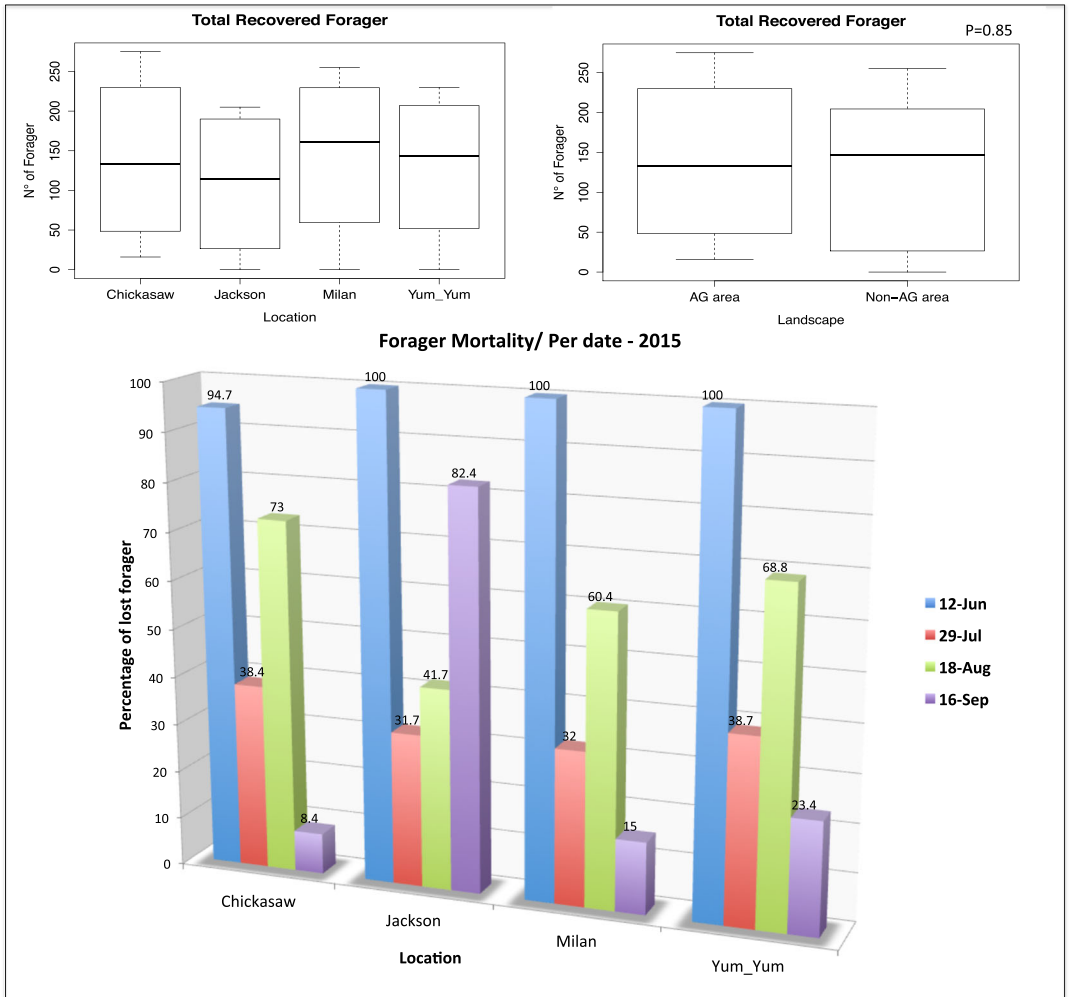 Total Recovered Forager
N° of Forager
250
200
150
100
50
0
Chickasaw Jackson Milan Yum_Yum
Location
Total Recovered Forager
P=0.85
N° of Forager
250
200
150
100
50
0
AG area Non-AG area
Landscape
Forager Mortality/ Per date - 2015
Percentage of lost forager
100
90
80
70
60
50
40
30
20
10
0
94.7 38.4 73 8.4
100 31.7 41.7 82.4
100 32 60.4 15
100 38.7 68.8 23.4
Chickasaw
Jackson
Milan
Yum_Yum
Location
12-Jun
29-Jul
18-Aug
16-Sep